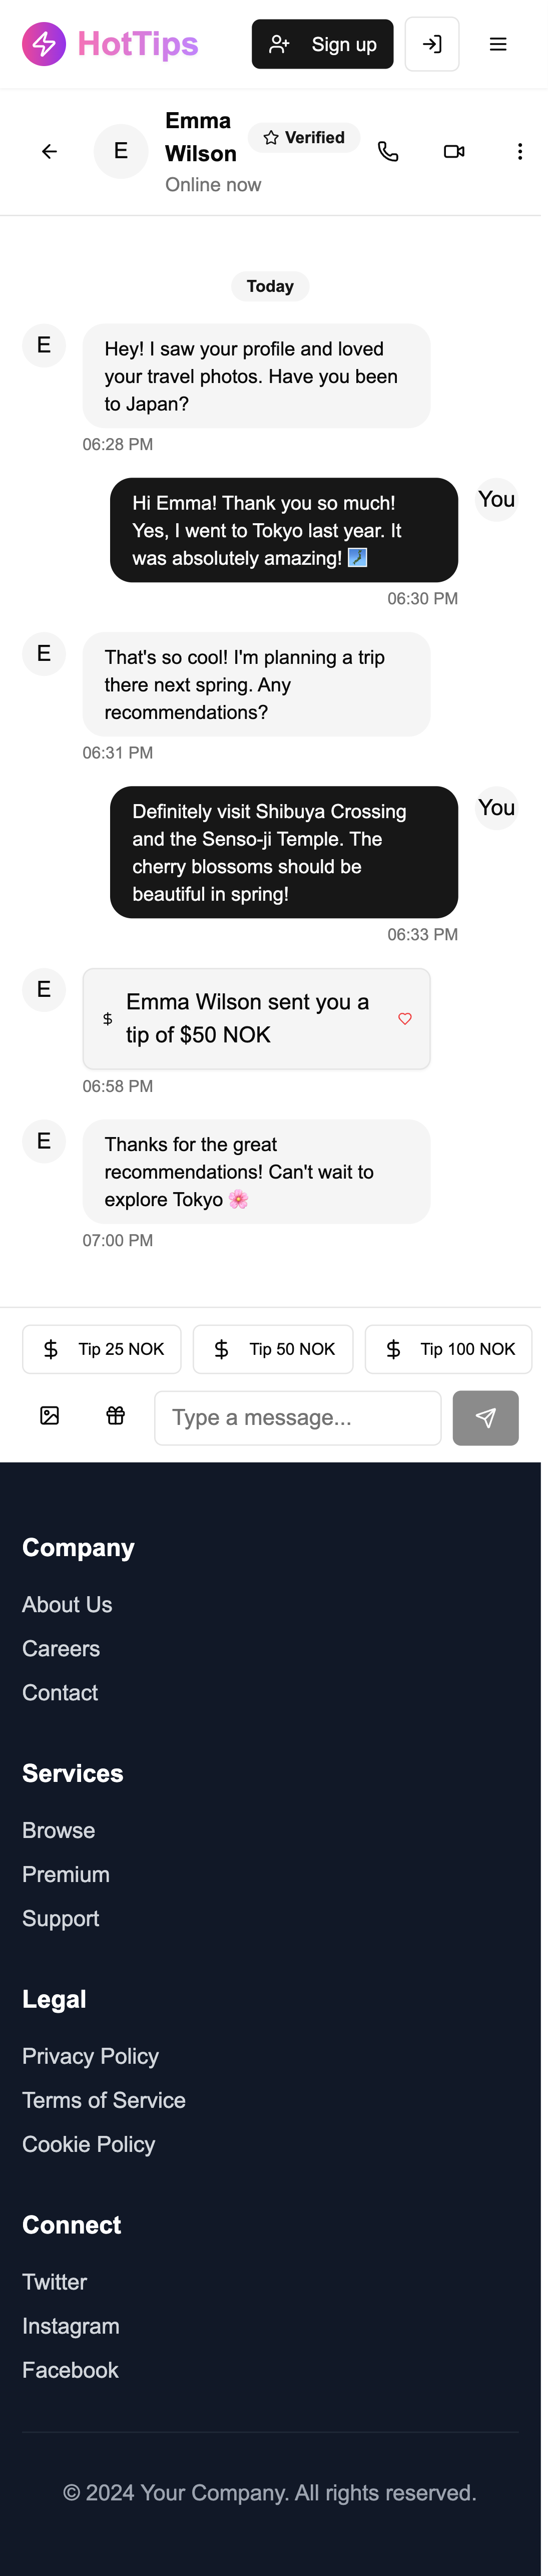 HotTips
Sign up
E
Emma
Wilson
Verified
Online now
Today
E
Hey! I saw your profile and loved
your travel photos. Have you been
to Japan?
06:28 PM
Hi Emma! Thank you so much!
Yes, I went to Tokyo last year. It
was absolutely amazing! 🗾
You
06:30 PM
E
That's so cool! I'm planning a trip
there next spring. Any
recommendations?
06:31 PM
Definitely visit Shibuya Crossing
and the Senso-ji Temple. The
cherry blossoms should be
beautiful in spring!
You
06:33 PM
E
$ Emma Wilson sent you a
tip of $50 NOK
06:58 PM
E
Thanks for the great
recommendations! Can't wait to
explore Tokyo 🌸
07:00 PM
$ Tip 25 NOK
$ Tip 50 NOK
$ Tip 100 NOK
Type a message...
Company
About Us
Careers
Contact
Services
Browse
Premium
Support
Legal
Privacy Policy
Terms of Service
Cookie Policy
Connect
Twitter
Instagram
Facebook
© 2024 Your Company. All rights reserved.